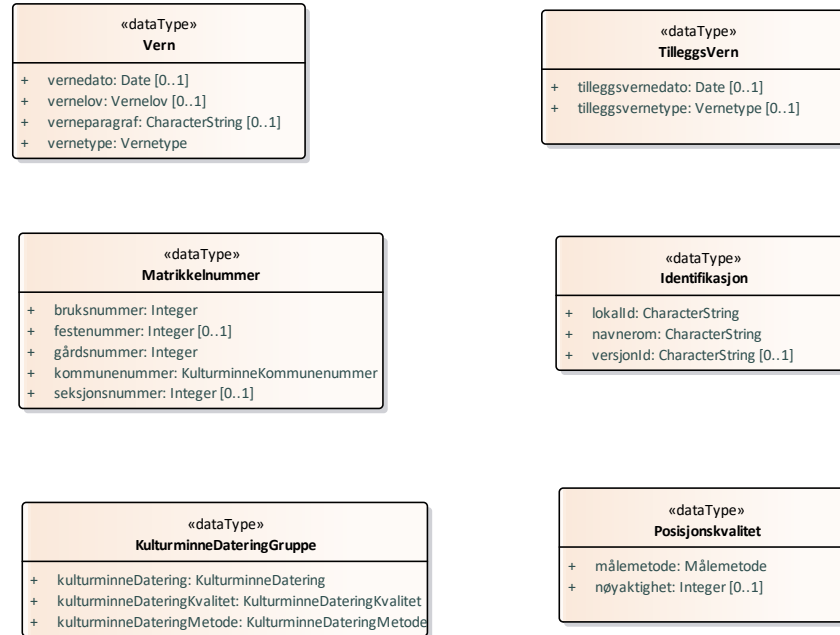 «dataType»
Vern
+ vernedato: Date [0..1]
+ vernelov: Vernelov [0..1]
+ verneparagraf: CharacterString [0..1]
+ vernetype: Vernetype
«dataType»
TilleggsVern
+ tilleggsvernedato: Date [0..1]
+ tilleggsvernetype: Vernetype [0..1]
«dataType»
Matrikkelnummer
+ bruksnummer: Integer
+ festenummer: Integer [0..1]
+ gårdsnummer: Integer
+ kommunenummer: KulturminneKommunenummer
+ seksjonsnummer: Integer [0..1]
«dataType»
Identifikasjon
+ lokalId: CharacterString
+ navnerom: CharacterString
+ versjonId: CharacterString [0..1]
«dataType»
KulturminneDateringGruppe
+ kulturminneDatering: KulturminneDatering
+ kulturminneDateringKvalitet: KulturminneDateringKvalitet
+ kulturminneDateringMetode: KulturminneDateringMetode
«dataType»
Posisjonskvalitet
+ målemetode: Målemetode
+ nøyaktighet: Integer [0..1]